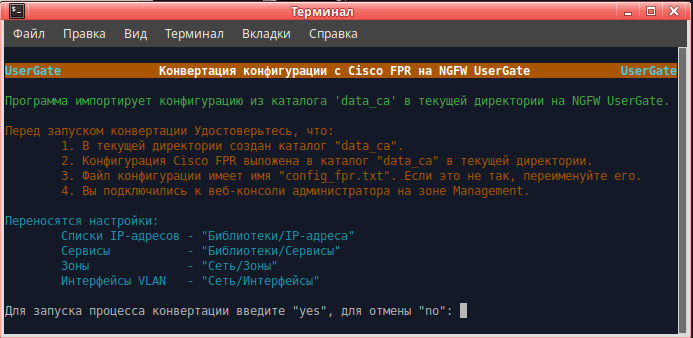 Терминал
Файл Правка Вид Терминал Вкладки Справка
UserGate Конвертация конфигурации с Cisco FPR на NGFW UserGate UserGate
Программа импортирует конфигурацию из каталога 'data_ca' в текущей директории на NGFW UserGate.
Перед запуском конвертации Удостоверьтесь, что:
1. В текущей директории создан каталог "data_ca".
2. Конфигурация Cisco FPR выложена в каталог "data_ca" в текущей директории.
3. Файл конфигурации имеет имя "config_fpr.txt". Если это не так, переименуйте его.
4. Вы подключились к веб-консоли администратора на зоне Management.
Переносятся настройки:
Списки IP-адресов - "Библиотеки/IP-адреса"
Сервисы - "Библиотеки/Сервисы"
Зоны - "Сеть/Зоны"
Интерфейсы VLAN - "Сеть/Интерфейсы"
Для запуска процесса конвертации введите "yes", для отмены "no":